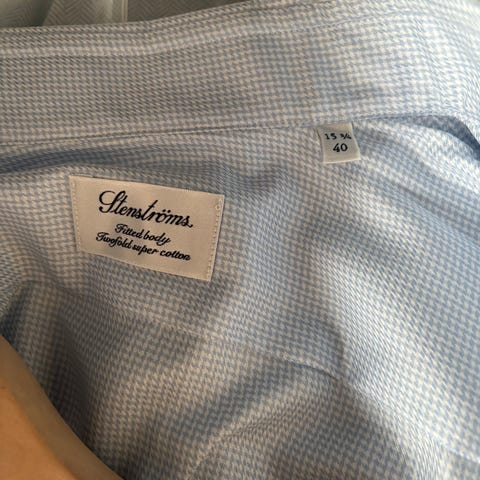 15 ¾
40
Stenströms
Fitted body
Twofold super cotton